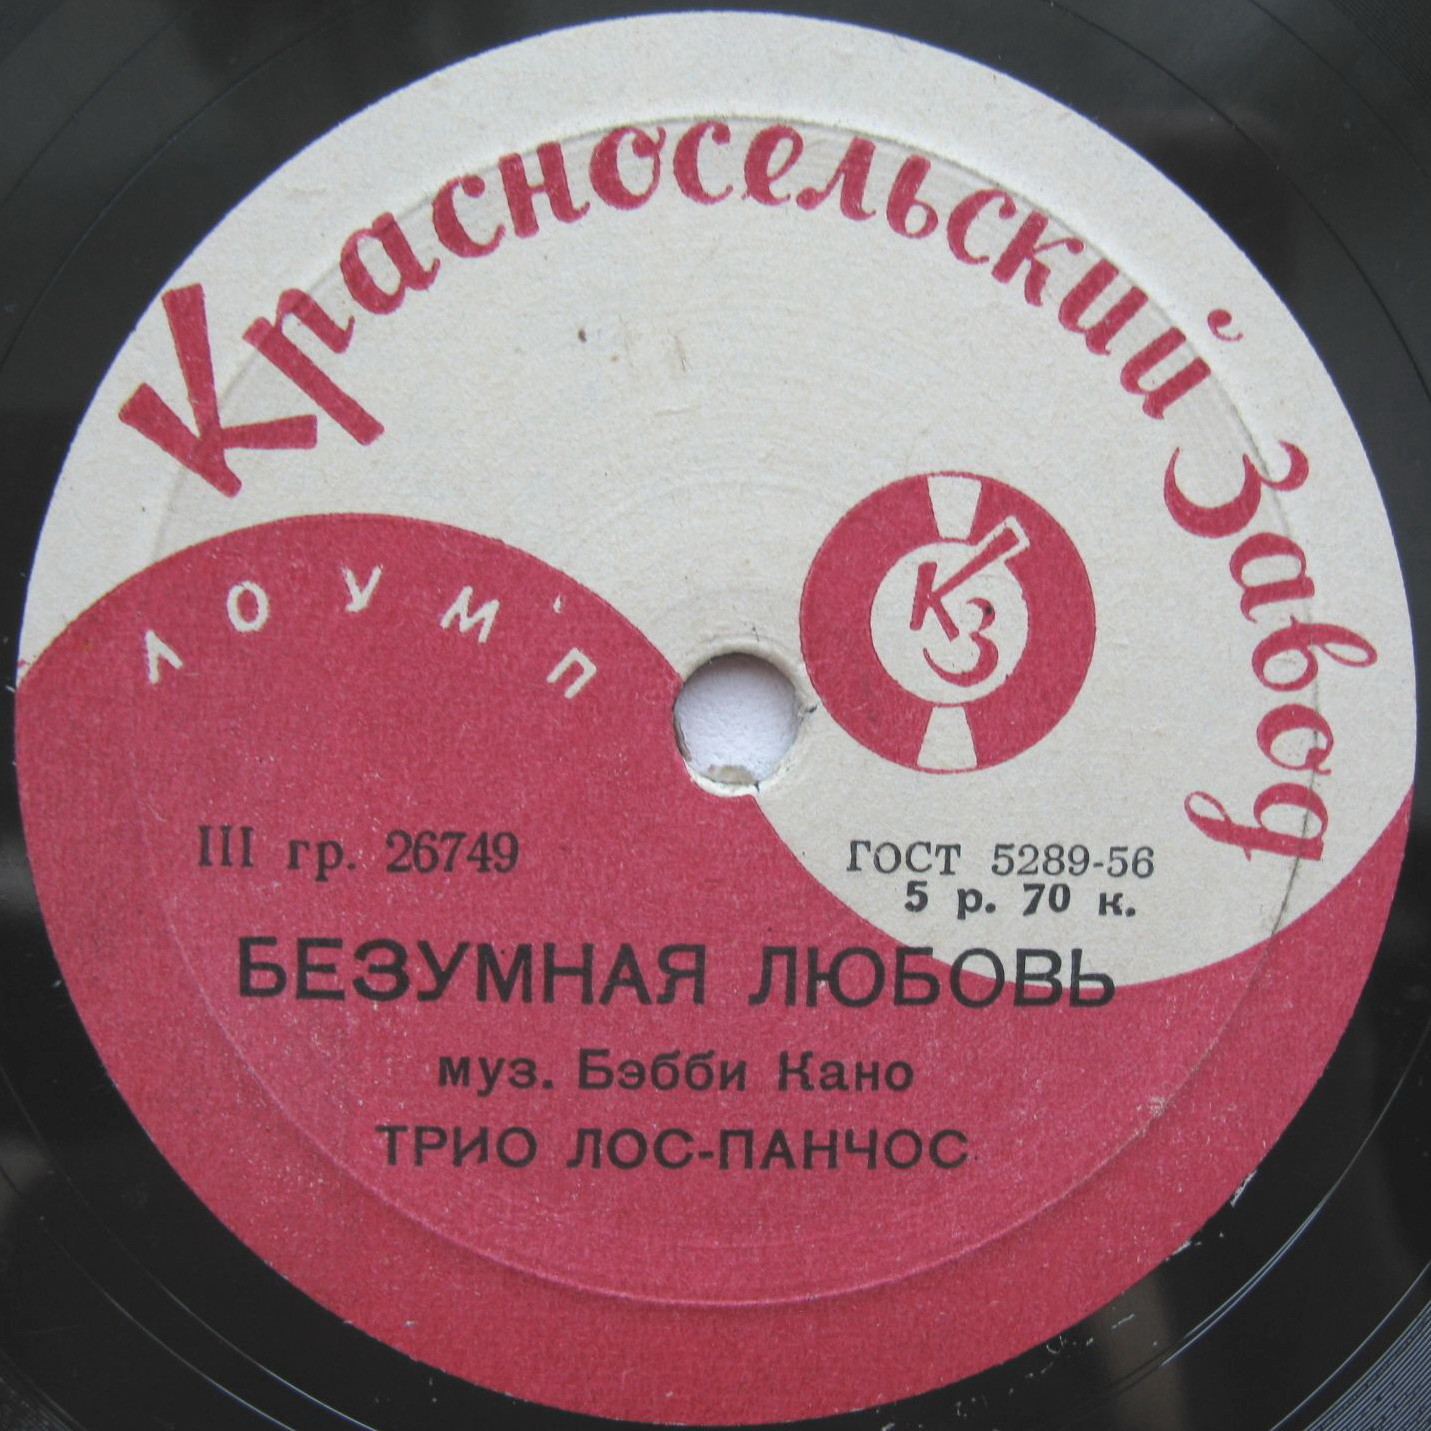 Красносельский Завод
ЛОУМП
КЗ
III гр. 26749
ГОСТ 5289-56
5 р. 70 к.
БЕЗУМНАЯ ЛЮБОВЬ
муз. Бэбби Кано
ТРИО ЛОС-ПАНЧОС